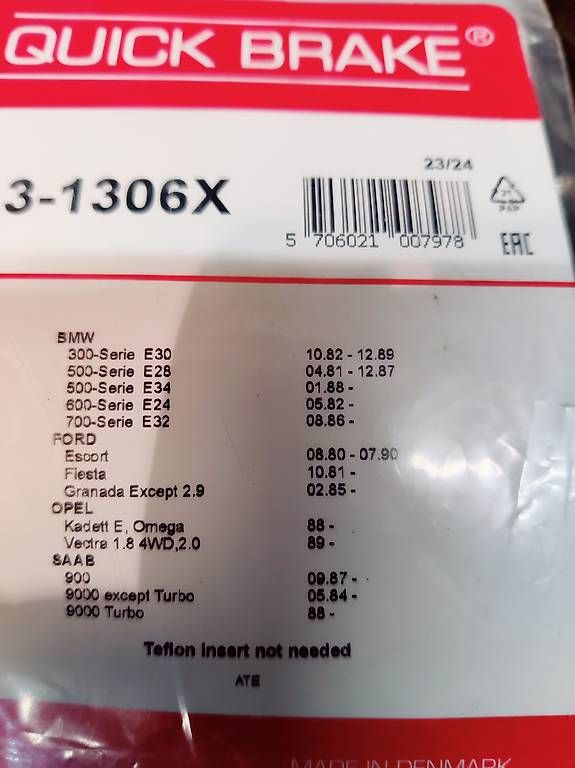 QUICK BRAKE®
3-1306X
23/24
5 706021 007978
21
PAP
EAC
BMW
300-Serie E30 10.82 - 12.89
500-Serie E28 04.81 - 12.87
500-Serie E34 01.88 -
600-Serie E24 05.82 -
700-Serie E32 08.86 -
FORD
Escort 08.80 - 07.90
Fiesta 10.81 -
Granada Except 2.9 02.85 -
OPEL
Kadett E, Omega 88 -
Vectra 1.8 4WD,2.0 89 -
SAAB
900 09.87 -
9000 except Turbo 05.84 -
9000 Turbo 88 -
Teflon insert not needed
ATE
MADE IN DENMARK